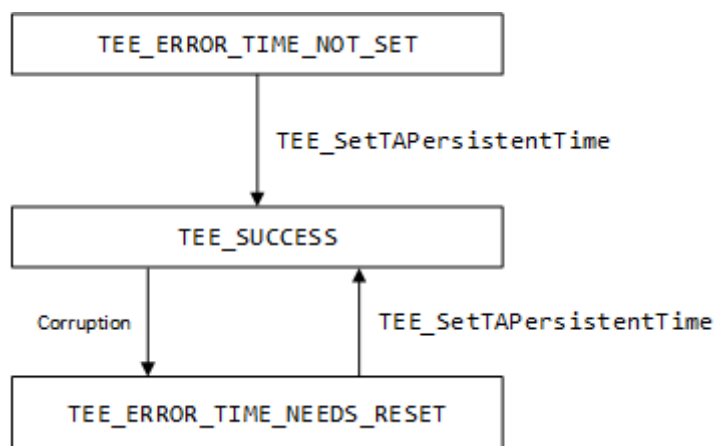 TEE_ERROR_TIME_NOT_SET
TEE_SetTAPersistentTime
TEE_SUCCESS
Corruption
TEE_SetTAPersistentTime
TEE_ERROR_TIME_NEEDS_RESET